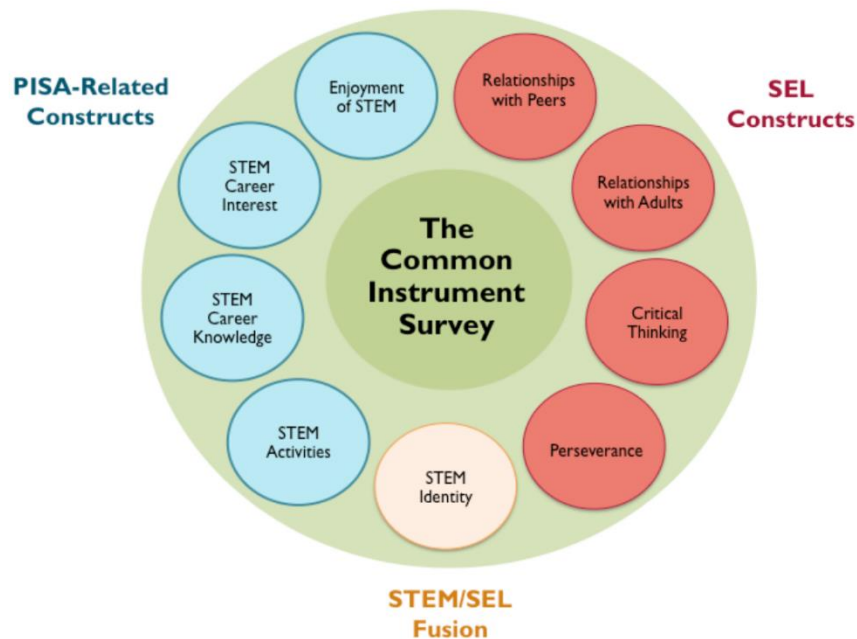 PISA-Related
Constructs
SEL
Constructs
Enjoyment
of STEM
Relationships
with Peers
STEM
Career
Interest
Relationships
with Adults
The
Common
Instrument
Survey
STEM
Career
Knowledge
Critical
Thinking
STEM
Activities
Perseverance
STEM
Identity
STEM/SEL
Fusion